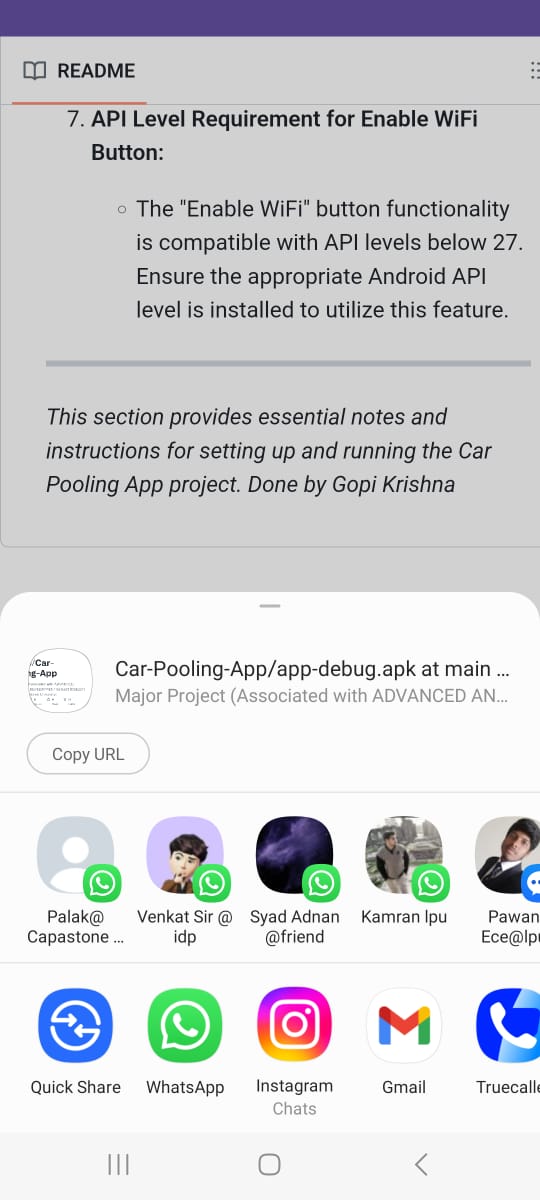 README
7. API Level Requirement for Enable WiFi
Button:
The "Enable WiFi" button functionality
is compatible with API levels below 27.
Ensure the appropriate Android API
level is installed to utilize this feature.
This section provides essential notes and
instructions for setting up and running the Car
Pooling App project. Done by Gopi Krishna
/Car-
ng-App
Car-Pooling-App/app-debug.apk at main ...
Major Project (Associated with ADVANCED AN...
Copy URL
Palak@
Capastone ...
Venkat Sir @
idp
Syad Adnan
@friend
Kamran lpu
Pawan
Ece@lpu
Quick Share
WhatsApp
Instagram
Chats
Gmail
Truecalle